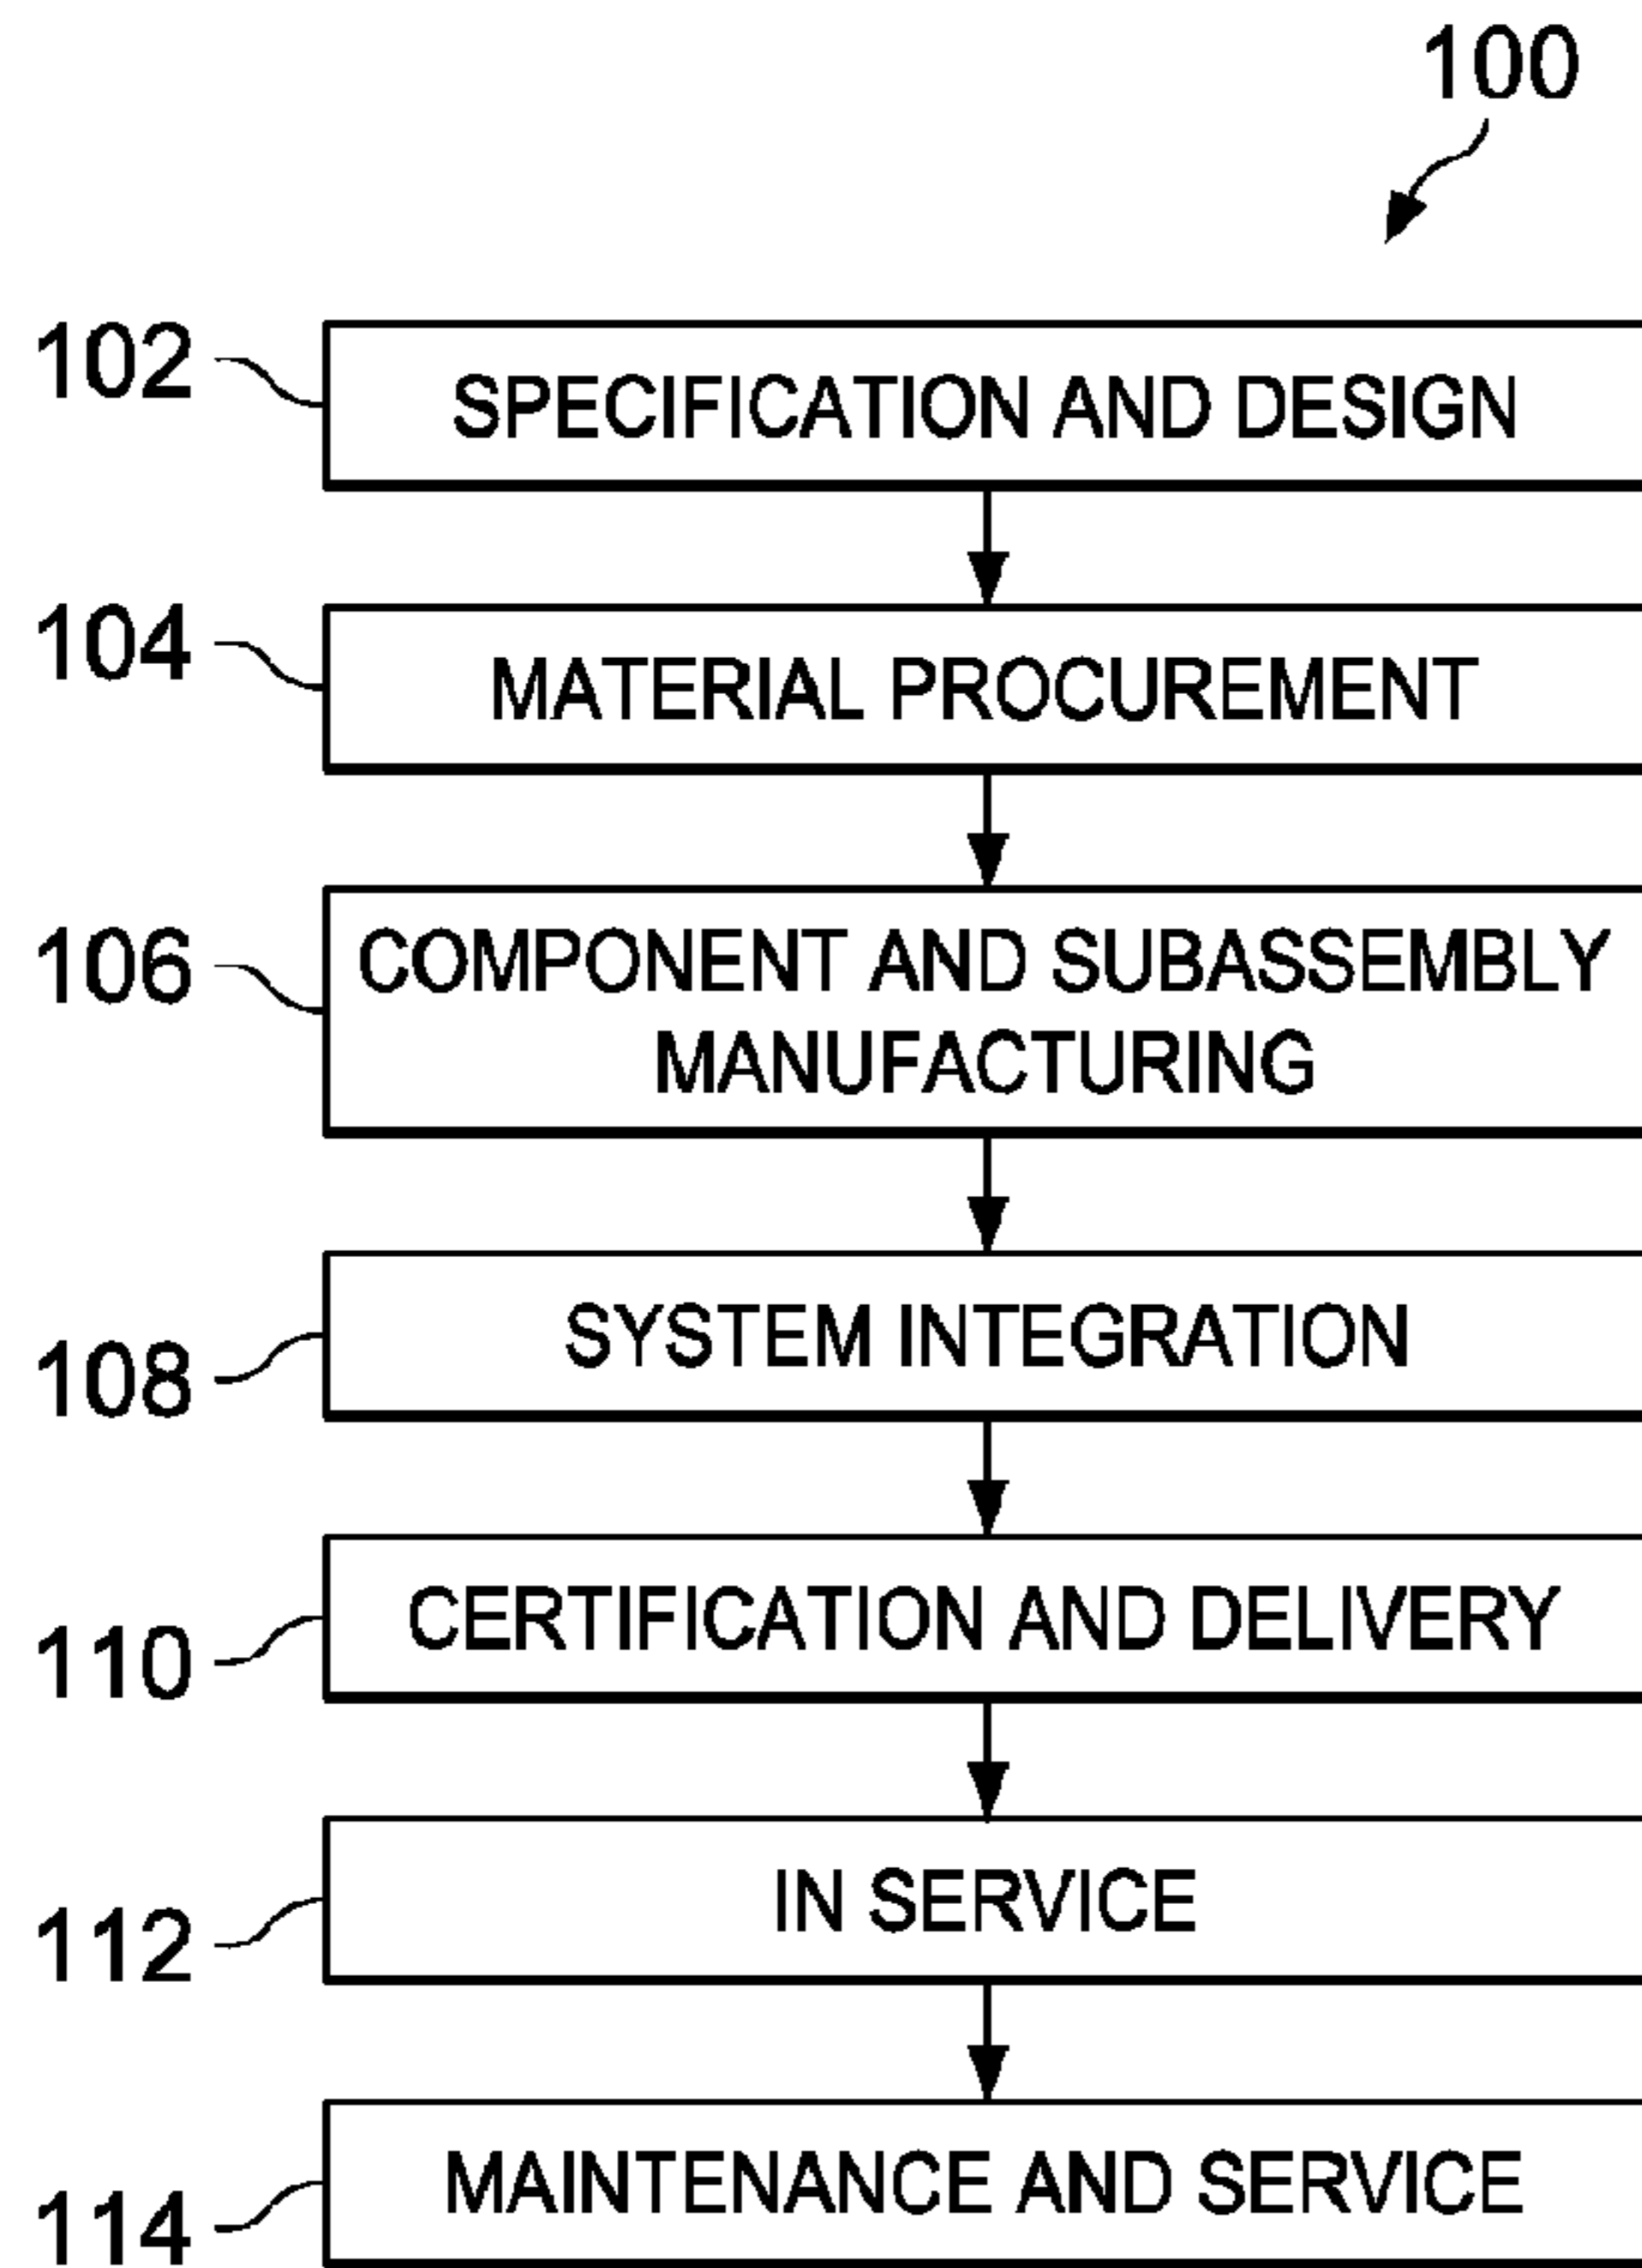 100
102
SPECIFICATION AND DESIGN
104
MATERIAL PROCUREMENT
106
COMPONENT AND SUBASSEMBLY
MANUFACTURING
108
SYSTEM INTEGRATION
110
CERTIFICATION AND DELIVERY
112
IN SERVICE
114
MAINTENANCE AND SERVICE